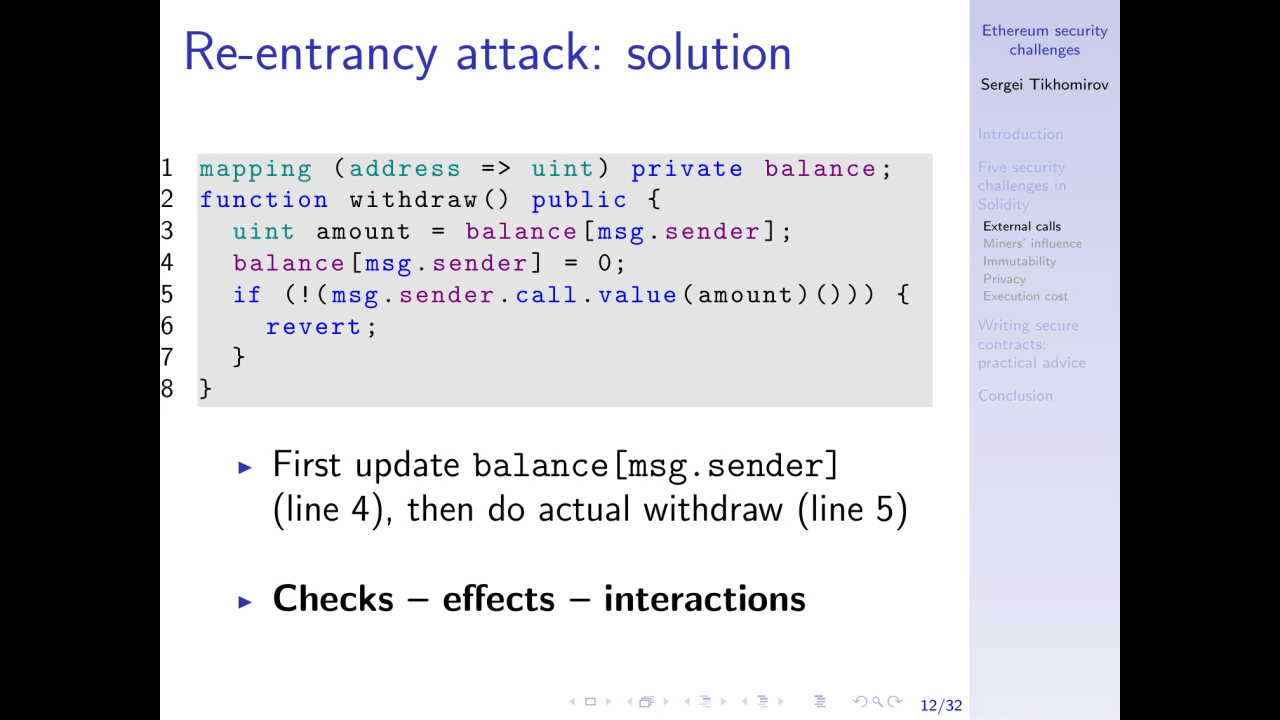 Re-entrancy attack: solution
1 mapping (address => uint) private balance;
2 function withdraw() public {
3 uint amount = balance[msg.sender];
4 balance[msg.sender] = 0;
5 if (!(msg.sender.call.value(amount)())) {
6 revert;
7 }
8 }
First update balance[msg.sender]
(line 4), then do actual withdraw (line 5)
Checks – effects – interactions
12/32
Ethereum security
challenges
Sergei Tikhomirov
Introduction
Five security
challenges in
Solidity
External calls
Miners' influence
Immutability
Privacy
Execution cost
Writing secure
contracts:
practical advice
Conclusion